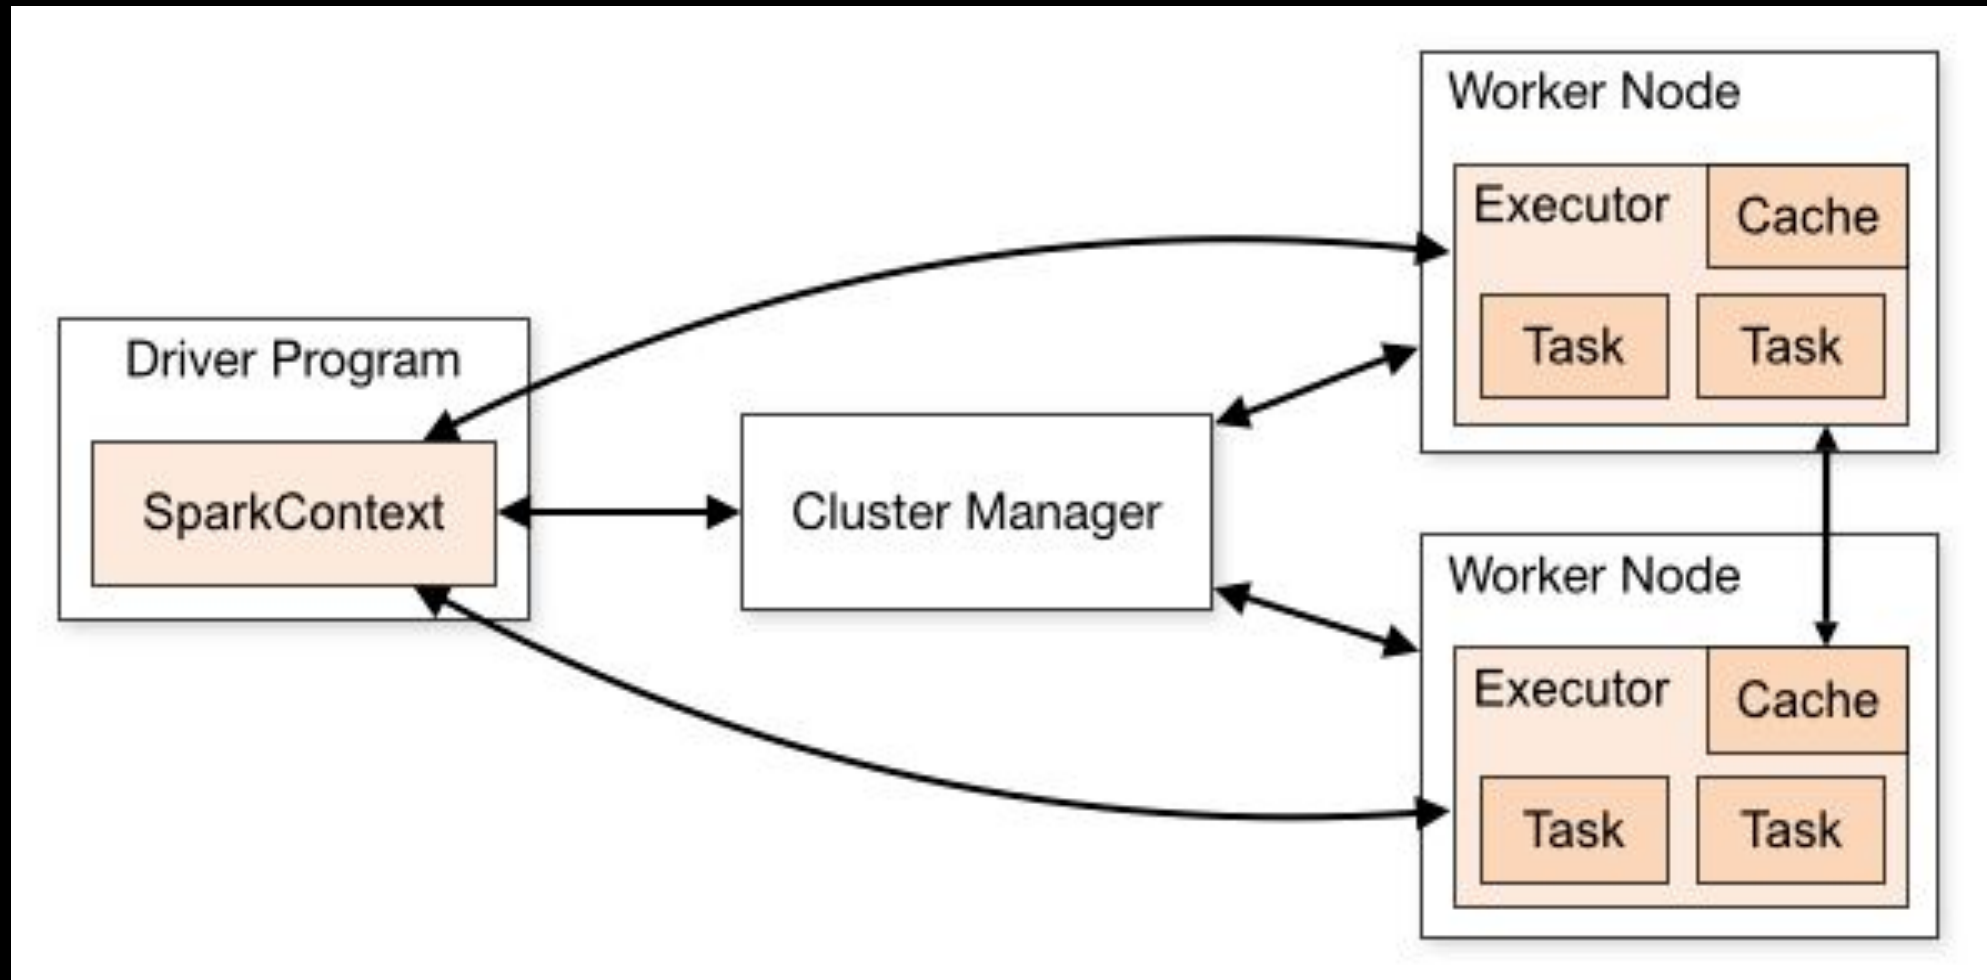 Driver Program
SparkContext
Cluster Manager
Worker Node
Executor
Cache
Task
Task
Worker Node
Executor
Cache
Task
Task